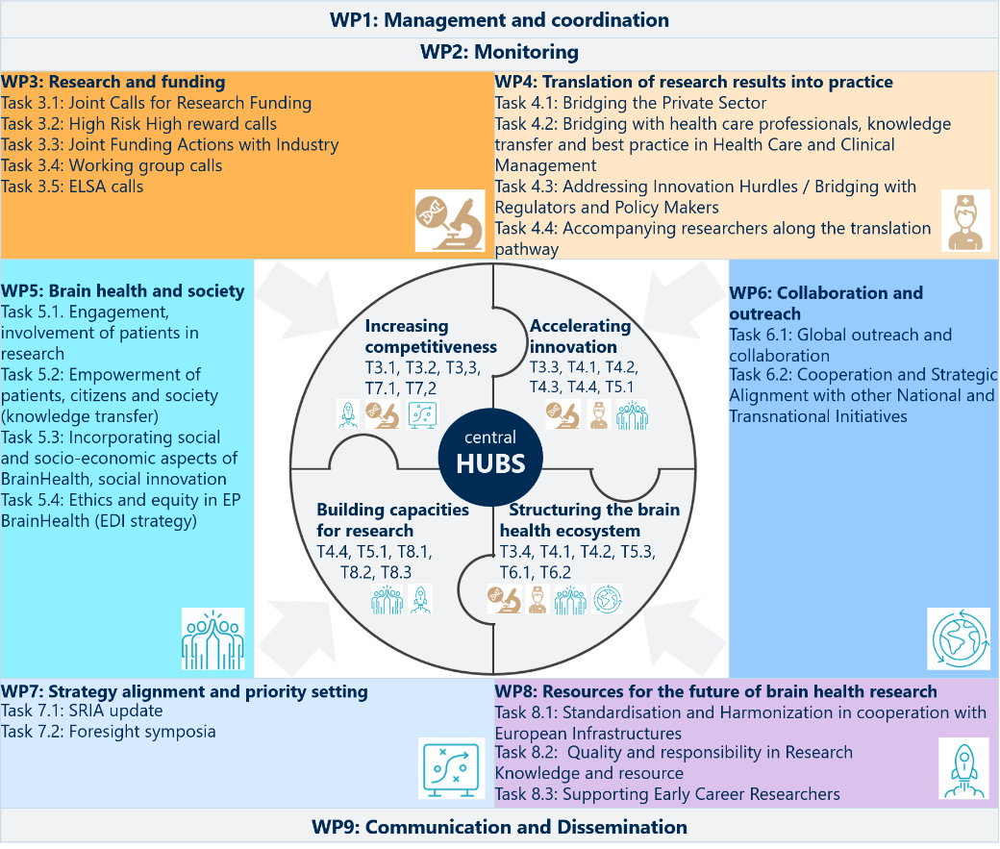 WP1: Management and coordination
WP2: Monitoring
WP3: Research and funding
Task 3.1: Joint Calls for Research Funding
Task 3.2: High Risk High reward calls
Task 3.3: Joint Funding Actions with Industry
Task 3.4: Working group calls
Task 3.5: ELSA calls
WP4: Translation of research results into practice
Task 4.1: Bridging the Private Sector
Task 4.2: Bridging with health care professionals, knowledge
transfer and best practice in Health Care and Clinical
Management
Task 4.3: Addressing Innovation Hurdles / Bridging with
Regulators and Policy Makers
Task 4.4: Accompanying researchers along the translation
pathway
WP5: Brain health and society
Task 5.1. Engagement,
involvement of patients in
research
Task 5.2: Empowerment of
patients, citizens and society
(knowledge transfer)
Task 5.3: Incorporating social
and socio-economic aspects of
BrainHealth, social innovation
Task 5.4: Ethics and equity in EP
BrainHealth (EDI strategy)
Increasing
competitiveness
T3.1, T3.2, T3,3,
T7.1, T7,2
Accelerating
innovation
T3.3, T4.1, T4.2,
T4.3, T4.4, T5.1
central
HUBS
Building capacities
for research
T4.4, T5.1, T8.1,
T8.2, T8.3
Structuring the brain
health ecosystem
T3.4, T4.1, T4.2, T5.3,
T6.1, T6.2
WP6: Collaboration and
outreach
Task 6.1: Global outreach and
collaboration
Task 6.2: Cooperation and Strategic
Alignment with other National and
Transnational Initiatives
WP7: Strategy alignment and priority setting
Task 7.1: SRIA update
Task 7.2: Foresight symposia
WP8: Resources for the future of brain health research
Task 8.1: Standardisation and Harmonization in cooperation with
European Infrastructures
Task 8.2:  Quality and responsibility in Research
Knowledge and resource
Task 8.3: Supporting Early Career Researchers
WP9: Communication and Dissemination